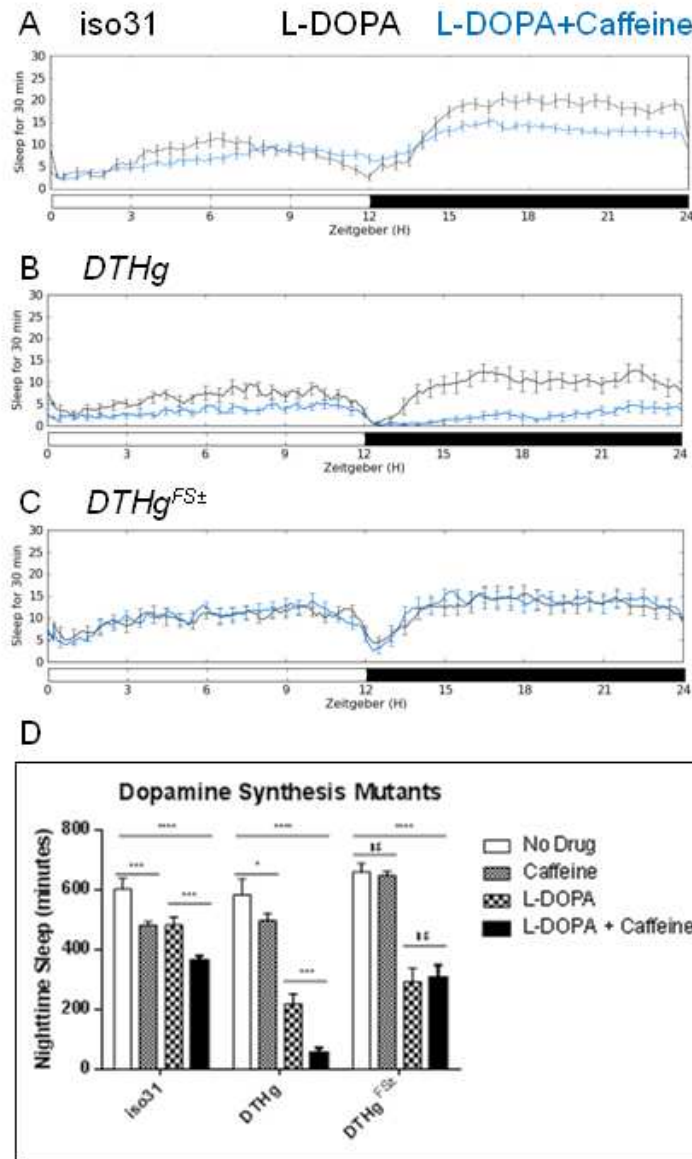 A iso31 L-DOPA L-DOPA+Caffeine
30
25
20
15
10
5
0
Sleep for 30 min
0 3 6 9 12 15 18 21 24
Zeitgeber (H)
B DTHg
30
25
20
15
10
5
0
Sleep for 30 min
0 3 6 9 12 15 18 21 24
Zeitgeber (H)
C DTHgFS±
30
25
20
15
10
5
0
Sleep for 30 min
0 3 6 9 12 15 18 21 24
Zeitgeber (H)
D
Dopamine Synthesis Mutants
800
600
400
200
0
Nighttime Sleep (minutes)
**** **** ****
*** * ‡‡
*** *** ‡‡
No Drug
Caffeine
L-DOPA
L-DOPA + Caffeine
iso31 DTHg DTHgFS±